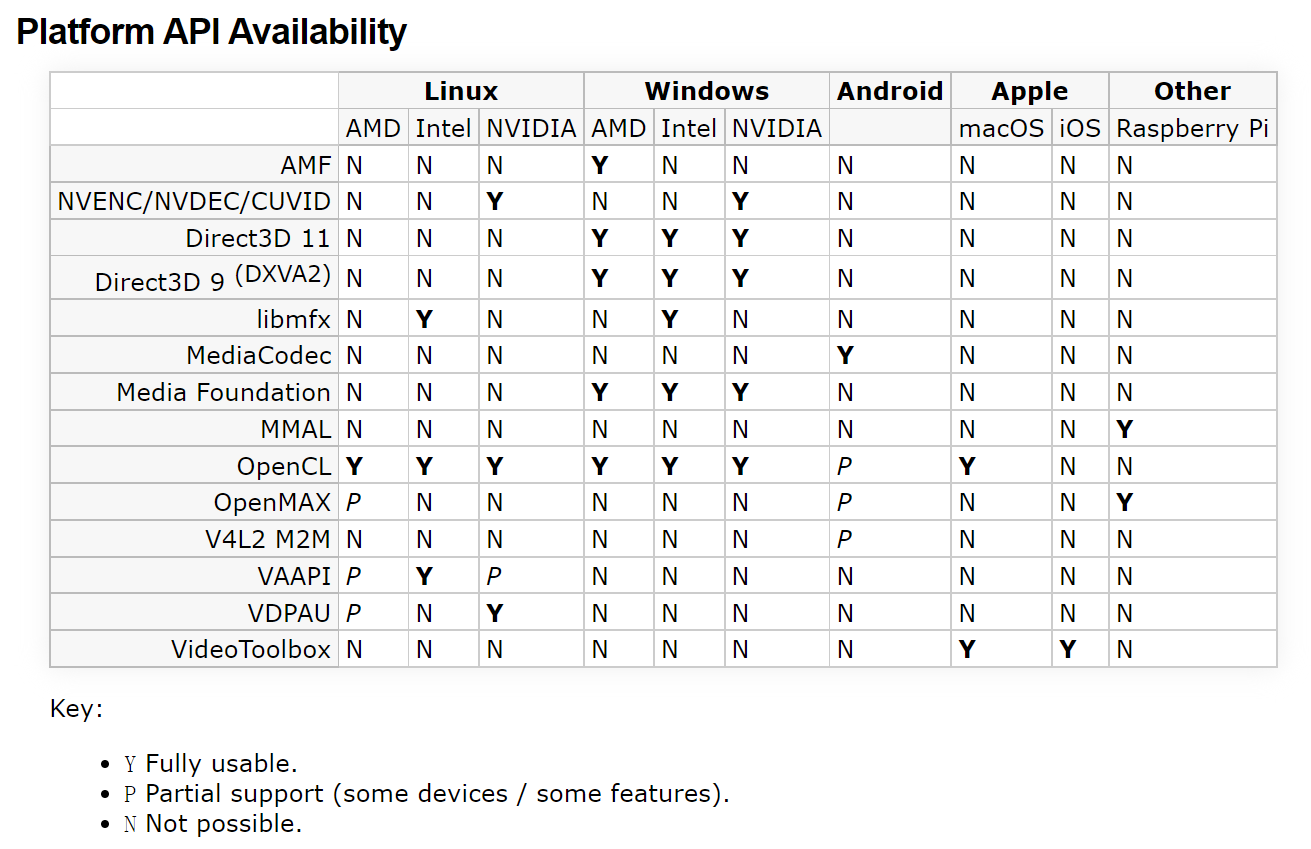 Platform API Availability
Linux Windows Android Apple Other
AMD Intel NVIDIA AMD Intel NVIDIA macOS iOS Raspberry Pi
AMF N N N Y N N N N N N
NVENC/NVDEC/CUVID N N Y N N Y N N N N
Direct3D 11 N N N Y Y Y N N N N
Direct3D 9 (DXVA2) N N N Y Y Y N N N N
libmfx N Y N N Y N N N N N
MediaCodec N N N N N N Y N N N
Media Foundation N N N Y Y Y N N N N
MMAL N N N N N N N N N Y
OpenCL Y Y Y Y Y Y P Y N N
OpenMAX P N N N N N P N N Y
V4L2 M2M N N N N N N P N N N
VAAPI P Y P N N N N N N N
VDPAU P N Y N N N N N N N
VideoToolbox N N N N N N N Y Y N
Key:
• Y Fully usable.
• P Partial support (some devices / some features).
• N Not possible.